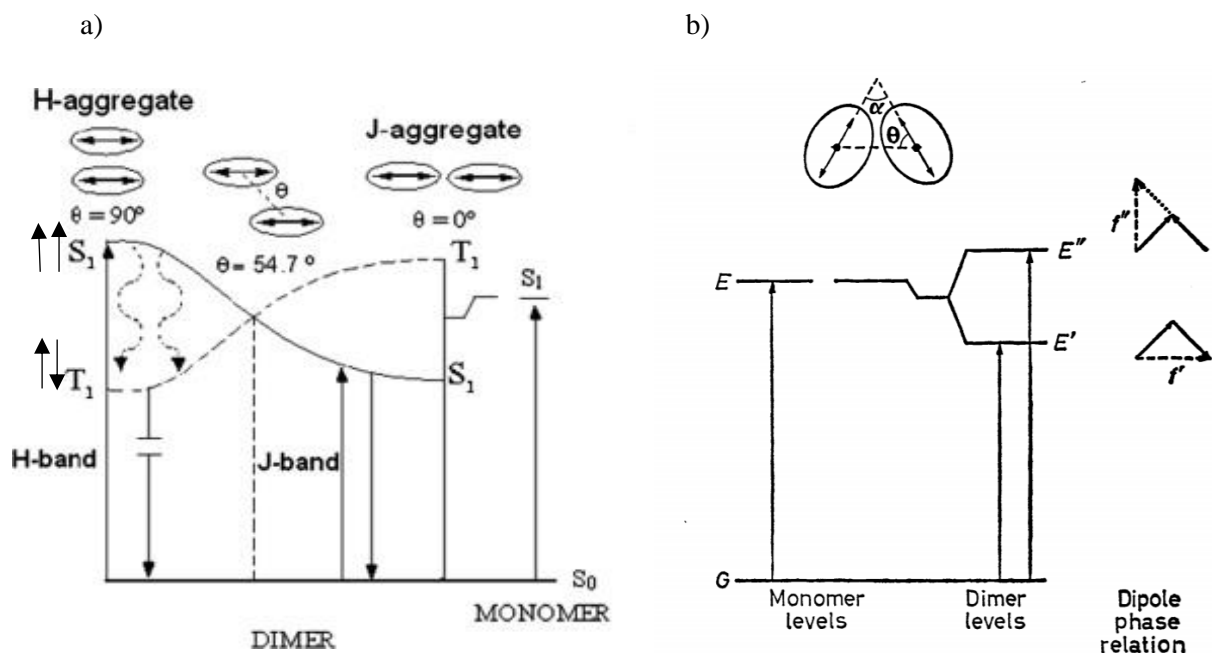 a)
b)
H-aggregate
J-aggregate
θ
θ = 90°
θ = 0°
θ = 54.7 °
S₁
T₁
T₁
S₁
S₁
H-band
J-band
S₀
MONOMER
DIMER
α
θ
E
E″
E′
G
f″
f′
Monomer
levels
Dimer
levels
Dipole
phase
relation